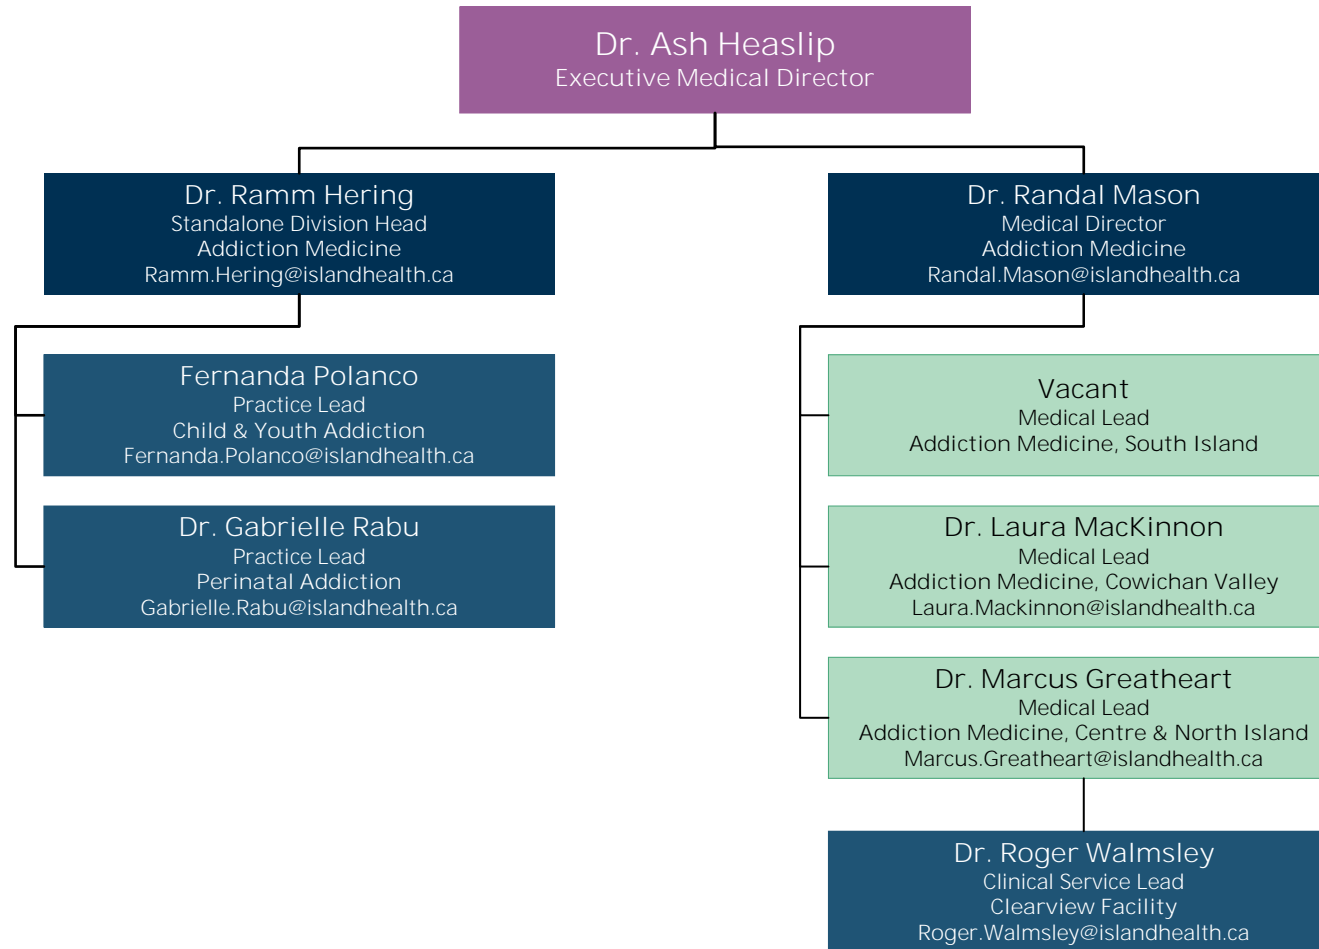 Dr. Ash Heaslip
Executive Medical Director
Dr. Ramm Hering
Standalone Division Head
Addiction Medicine
Ramm.Hering@islandhealth.ca
Fernanda Polanco
Practice Lead
Child & Youth Addiction
Fernanda.Polanco@islandhealth.ca
Dr. Gabrielle Rabu
Practice Lead
Perinatal Addiction
Gabrielle.Rabu@islandhealth.ca
Dr. Randal Mason
Medical Director
Addiction Medicine
Randal.Mason@islandhealth.ca
Vacant
Medical Lead
Addiction Medicine, South Island
Dr. Laura MacKinnon
Medical Lead
Addiction Medicine, Cowichan Valley
Laura.Mackinnon@islandhealth.ca
Dr. Marcus Greatheart
Medical Lead
Addiction Medicine, Centre & North Island
Marcus.Greatheart@islandhealth.ca
Dr. Roger Walmsley
Clinical Service Lead
Clearview Facility
Roger.Walmsley@islandhealth.ca